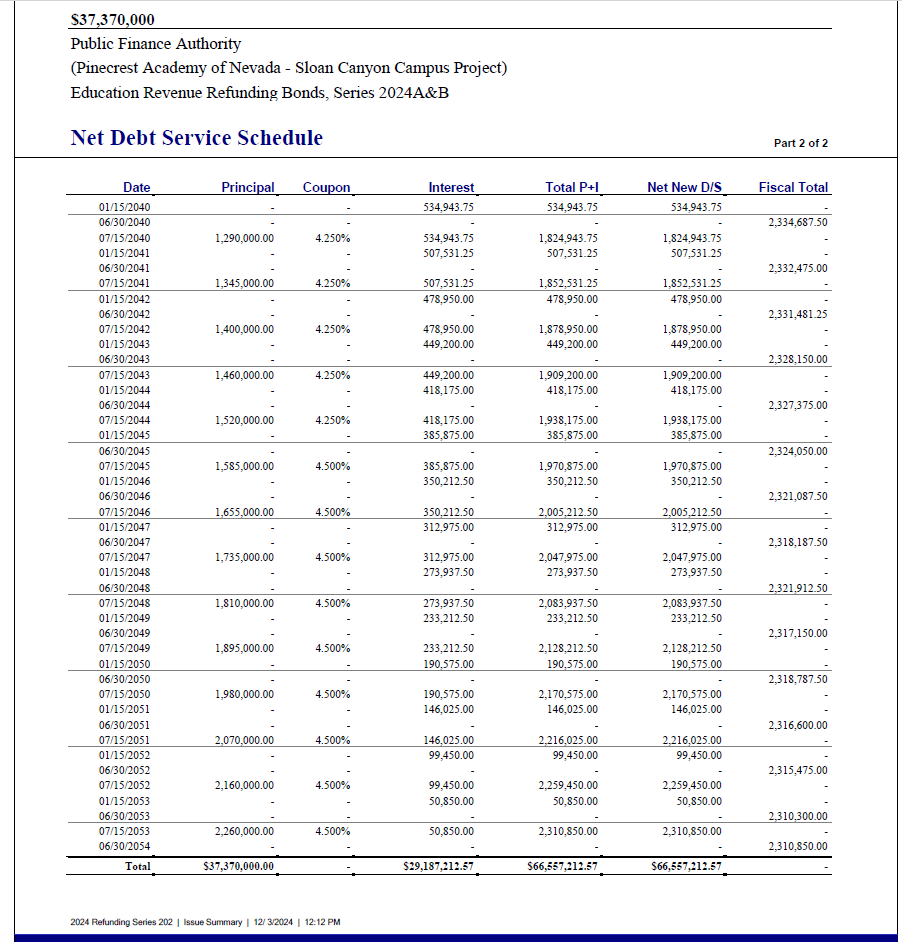 $37,370,000
Public Finance Authority
(Pinecrest Academy of Nevada - Sloan Canyon Campus Project)
Education Revenue Refunding Bonds, Series 2024A&B
Net Debt Service Schedule
Part 2 of 2
Date Principal Coupon Interest Total P+I Net New D/S Fiscal Total
01/15/2040 - - 534,943.75 534,943.75 534,943.75 -
06/30/2040 - - - - - 2,334,687.50
07/15/2040 1,290,000.00 4.250% 534,943.75 1,824,943.75 1,824,943.75 -
01/15/2041 - - 507,531.25 507,531.25 507,531.25 -
06/30/2041 - - - - - 2,332,475.00
07/15/2041 1,345,000.00 4.250% 507,531.25 1,852,531.25 1,852,531.25 -
01/15/2042 - - 478,950.00 478,950.00 478,950.00 -
06/30/2042 - - - - - 2,331,481.25
07/15/2042 1,400,000.00 4.250% 478,950.00 1,878,950.00 1,878,950.00 -
01/15/2043 - - 449,200.00 449,200.00 449,200.00 -
06/30/2043 - - - - - 2,328,150.00
07/15/2043 1,460,000.00 4.250% 449,200.00 1,909,200.00 1,909,200.00 -
01/15/2044 - - 418,175.00 418,175.00 418,175.00 -
06/30/2044 - - - - - 2,327,375.00
07/15/2044 1,520,000.00 4.250% 418,175.00 1,938,175.00 1,938,175.00 -
01/15/2045 - - 385,875.00 385,875.00 385,875.00 -
06/30/2045 - - - - - 2,324,050.00
07/15/2045 1,585,000.00 4.500% 385,875.00 1,970,875.00 1,970,875.00 -
01/15/2046 - - 350,212.50 350,212.50 350,212.50 -
06/30/2046 - - - - - 2,321,087.50
07/15/2046 1,655,000.00 4.500% 350,212.50 2,005,212.50 2,005,212.50 -
01/15/2047 - - 312,975.00 312,975.00 312,975.00 -
06/30/2047 - - - - - 2,318,187.50
07/15/2047 1,735,000.00 4.500% 312,975.00 2,047,975.00 2,047,975.00 -
01/15/2048 - - 273,937.50 273,937.50 273,937.50 -
06/30/2048 - - - - - 2,321,912.50
07/15/2048 1,810,000.00 4.500% 273,937.50 2,083,937.50 2,083,937.50 -
01/15/2049 - - 233,212.50 233,212.50 233,212.50 -
06/30/2049 - - - - - 2,317,150.00
07/15/2049 1,895,000.00 4.500% 233,212.50 2,128,212.50 2,128,212.50 -
01/15/2050 - - 190,575.00 190,575.00 190,575.00 -
06/30/2050 - - - - - 2,318,787.50
07/15/2050 1,980,000.00 4.500% 190,575.00 2,170,575.00 2,170,575.00 -
01/15/2051 - - 146,025.00 146,025.00 146,025.00 -
06/30/2051 - - - - - 2,316,600.00
07/15/2051 2,070,000.00 4.500% 146,025.00 2,216,025.00 2,216,025.00 -
01/15/2052 - - 99,450.00 99,450.00 99,450.00 -
06/30/2052 - - - - - 2,315,475.00
07/15/2052 2,160,000.00 4.500% 99,450.00 2,259,450.00 2,259,450.00 -
01/15/2053 - - 50,850.00 50,850.00 50,850.00 -
06/30/2053 - - - - - 2,310,300.00
07/15/2053 2,260,000.00 4.500% 50,850.00 2,310,850.00 2,310,850.00 -
06/30/2054 - - - - - 2,310,850.00
Total $37,370,000.00 - $29,187,212.57 $66,557,212.57 $66,557,212.57 -
2024 Refunding Series 202 | Issue Summary | 12/ 3/2024 | 12:12 PM